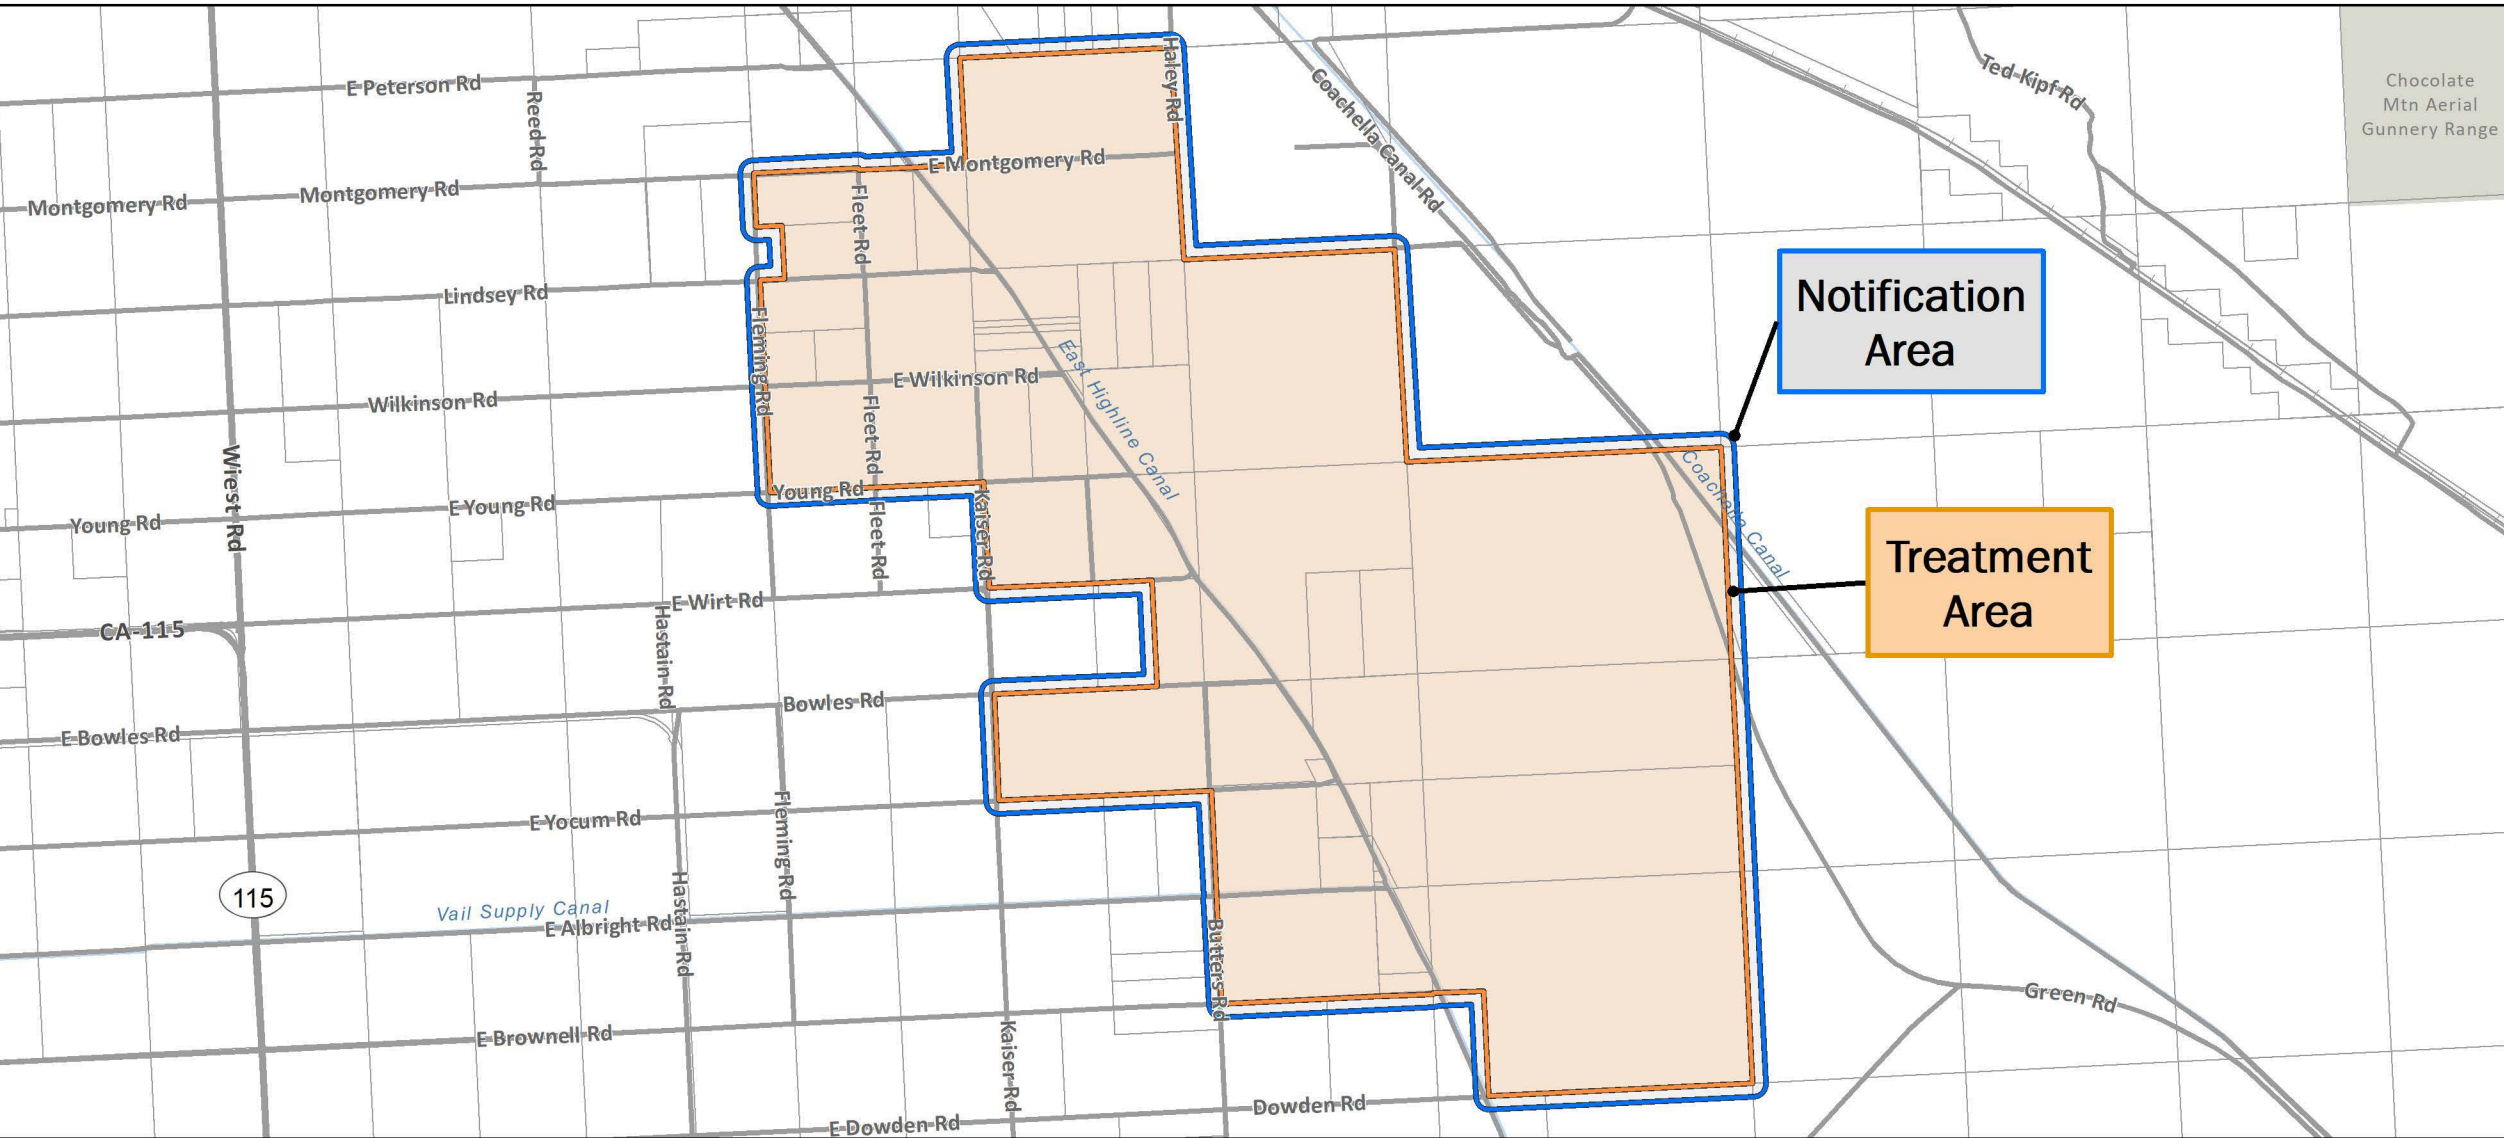 Haley Rd
Ted Kipf Rd
Chocolate
Mtn Aerial
Gunnery Range
E Peterson Rd
Reed Rd
Coachella Canal Rd
E Montgomery Rd
Montgomery Rd
Montgomery Rd
Fleet Rd
Notification
Area
Lindsey Rd
Fleming Rd
East Highline Canal
E Wilkinson Rd
Wilkinson Rd
Fleet Rd
West Rd
Coachella Canal
Young Rd
E Young Rd
Young Rd
Kaiser Rd
Fleet Rd
Treatment
Area
E Wirt Rd
CA-115
Hastain Rd
Bowles Rd
E Bowles Rd
Fleming Rd
E Yocum Rd
115
Vail Supply Canal
E Albright Rd
Hastain Rd
Butters Rd
Green Rd
E Brownell Rd
Kaiser Rd
Dowden Rd
E Dowden Rd